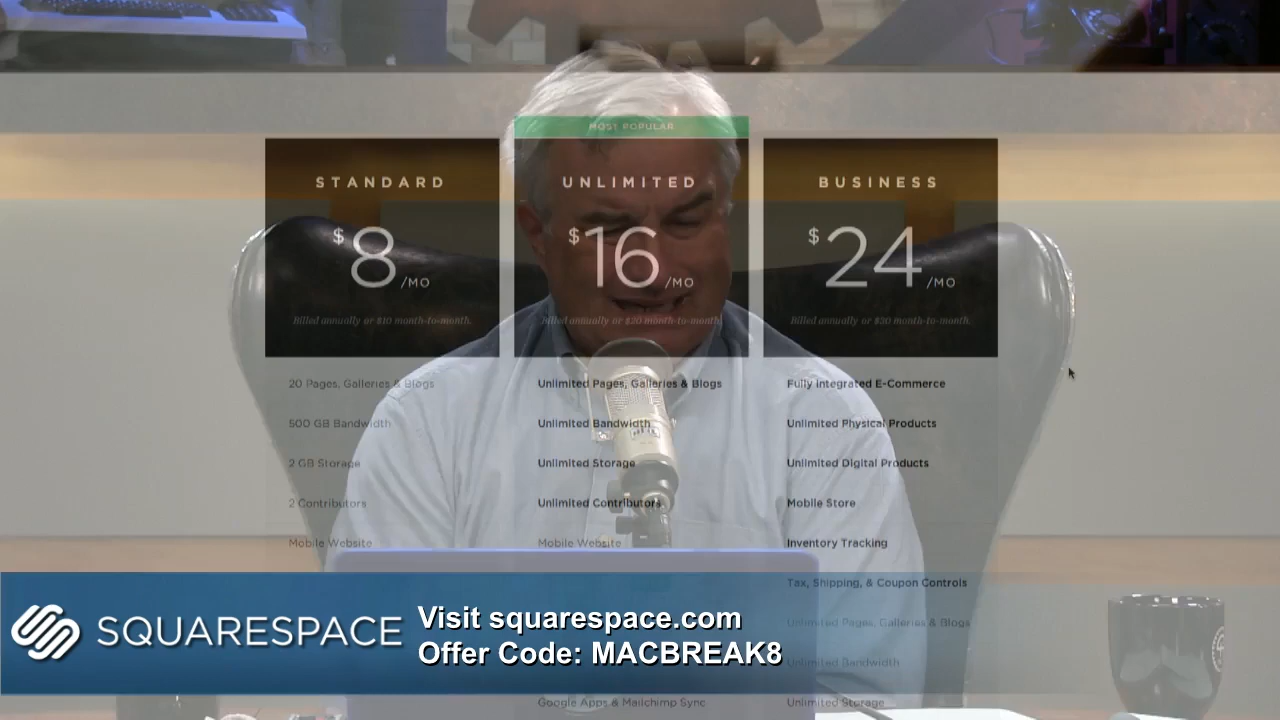 MOST POPULAR
STANDARD
$8/MO
Billed annually or $10 month-to-month.
20 Pages, Galleries & Blogs
500 GB Bandwidth
2 GB Storage
2 Contributors
Mobile Website
UNLIMITED
$16/MO
Billed annually or $20 month-to-month.
Unlimited Pages, Galleries & Blogs
Unlimited Bandwidth
Unlimited Storage
Unlimited Contributors
Mobile Website
Google Apps & Mailchimp Sync
BUSINESS
$24/MO
Billed annually or $30 month-to-month.
Fully Integrated E-Commerce
Unlimited Physical Products
Unlimited Digital Products
Mobile Store
Inventory Tracking
Tax, Shipping, & Coupon Controls
Unlimited Pages, Galleries & Blogs
Unlimited Bandwidth
Unlimited Storage
SQUARESPACE
Visit squarespace.com
Offer Code: MACBREAK8